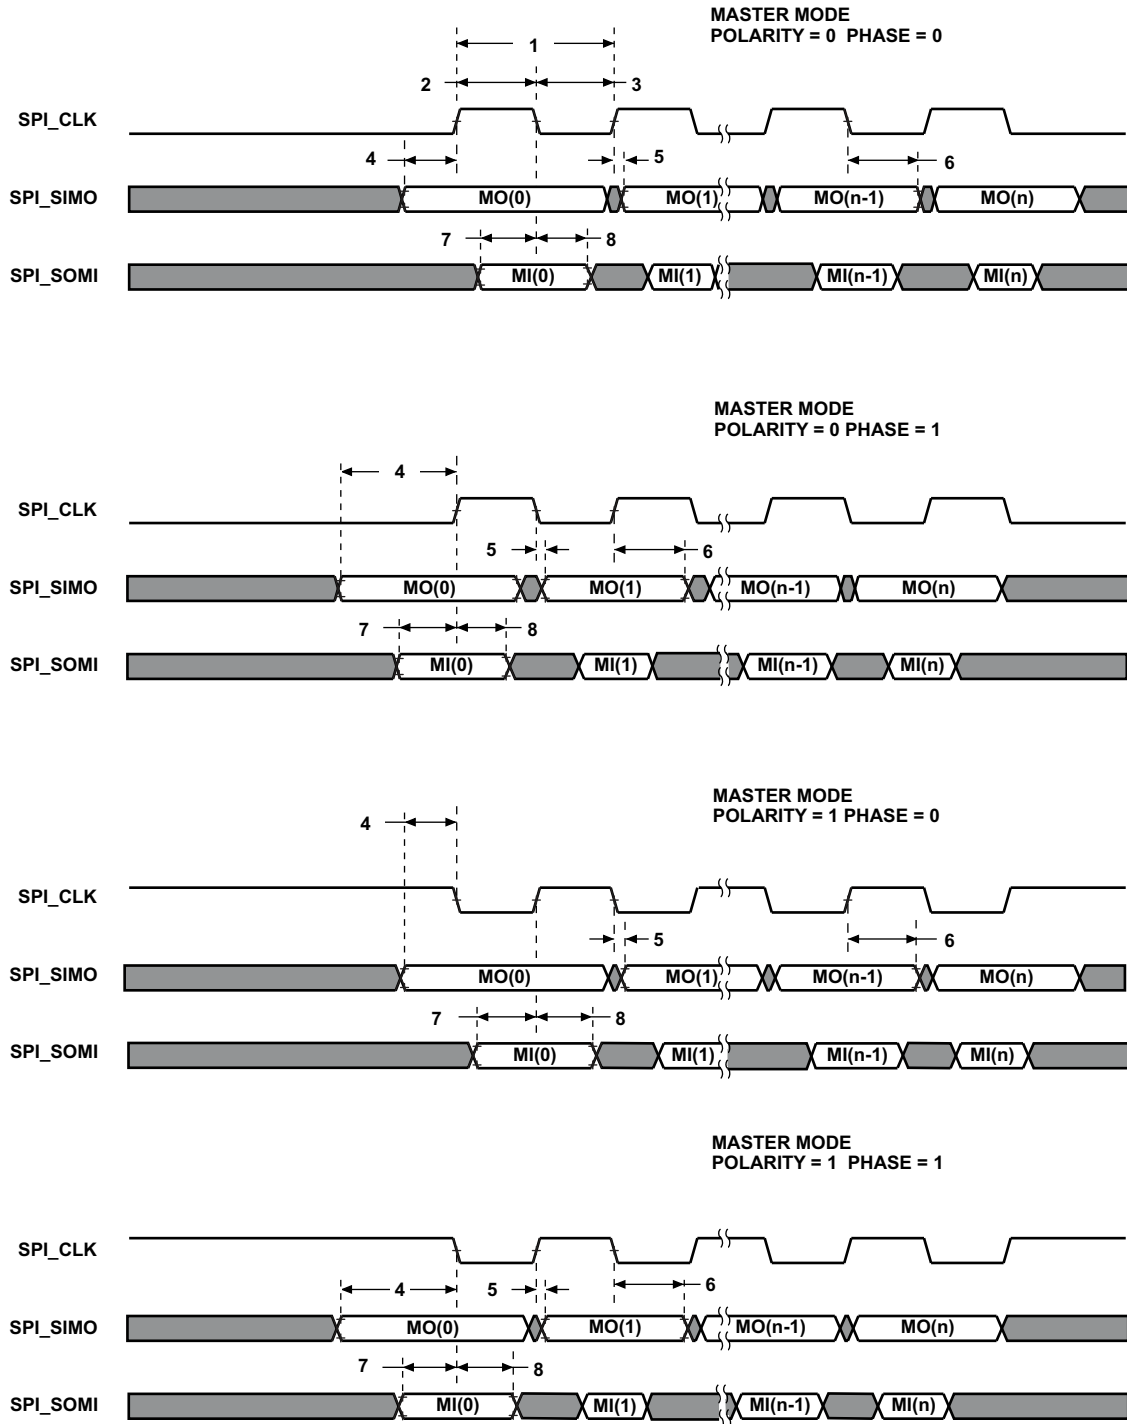 MASTER MODE
POLARITY = 0 PHASE = 0
1
2
3
SPI_CLK
4
5
6
SPI_SIMO
MO(0)
MO(1)
MO(n-1)
MO(n)
7
8
SPI_SOMI
MI(0)
MI(1)
MI(n-1)
MI(n)
MASTER MODE
POLARITY = 0 PHASE = 1
4
SPI_CLK
5
6
SPI_SIMO
MO(0)
MO(1)
MO(n-1)
MO(n)
7
8
SPI_SOMI
MI(0)
MI(1)
MI(n-1)
MI(n)
MASTER MODE
POLARITY = 1 PHASE = 0
4
SPI_CLK
5
6
SPI_SIMO
MO(0)
MO(1)
MO(n-1)
MO(n)
7
8
SPI_SOMI
MI(0)
MI(1)
MI(n-1)
MI(n)
MASTER MODE
POLARITY = 1 PHASE = 1
SPI_CLK
4
5
6
SPI_SIMO
MO(0)
MO(1)
MO(n-1)
MO(n)
7
8
SPI_SOMI
MI(0)
MI(1)
MI(n-1)
MI(n)